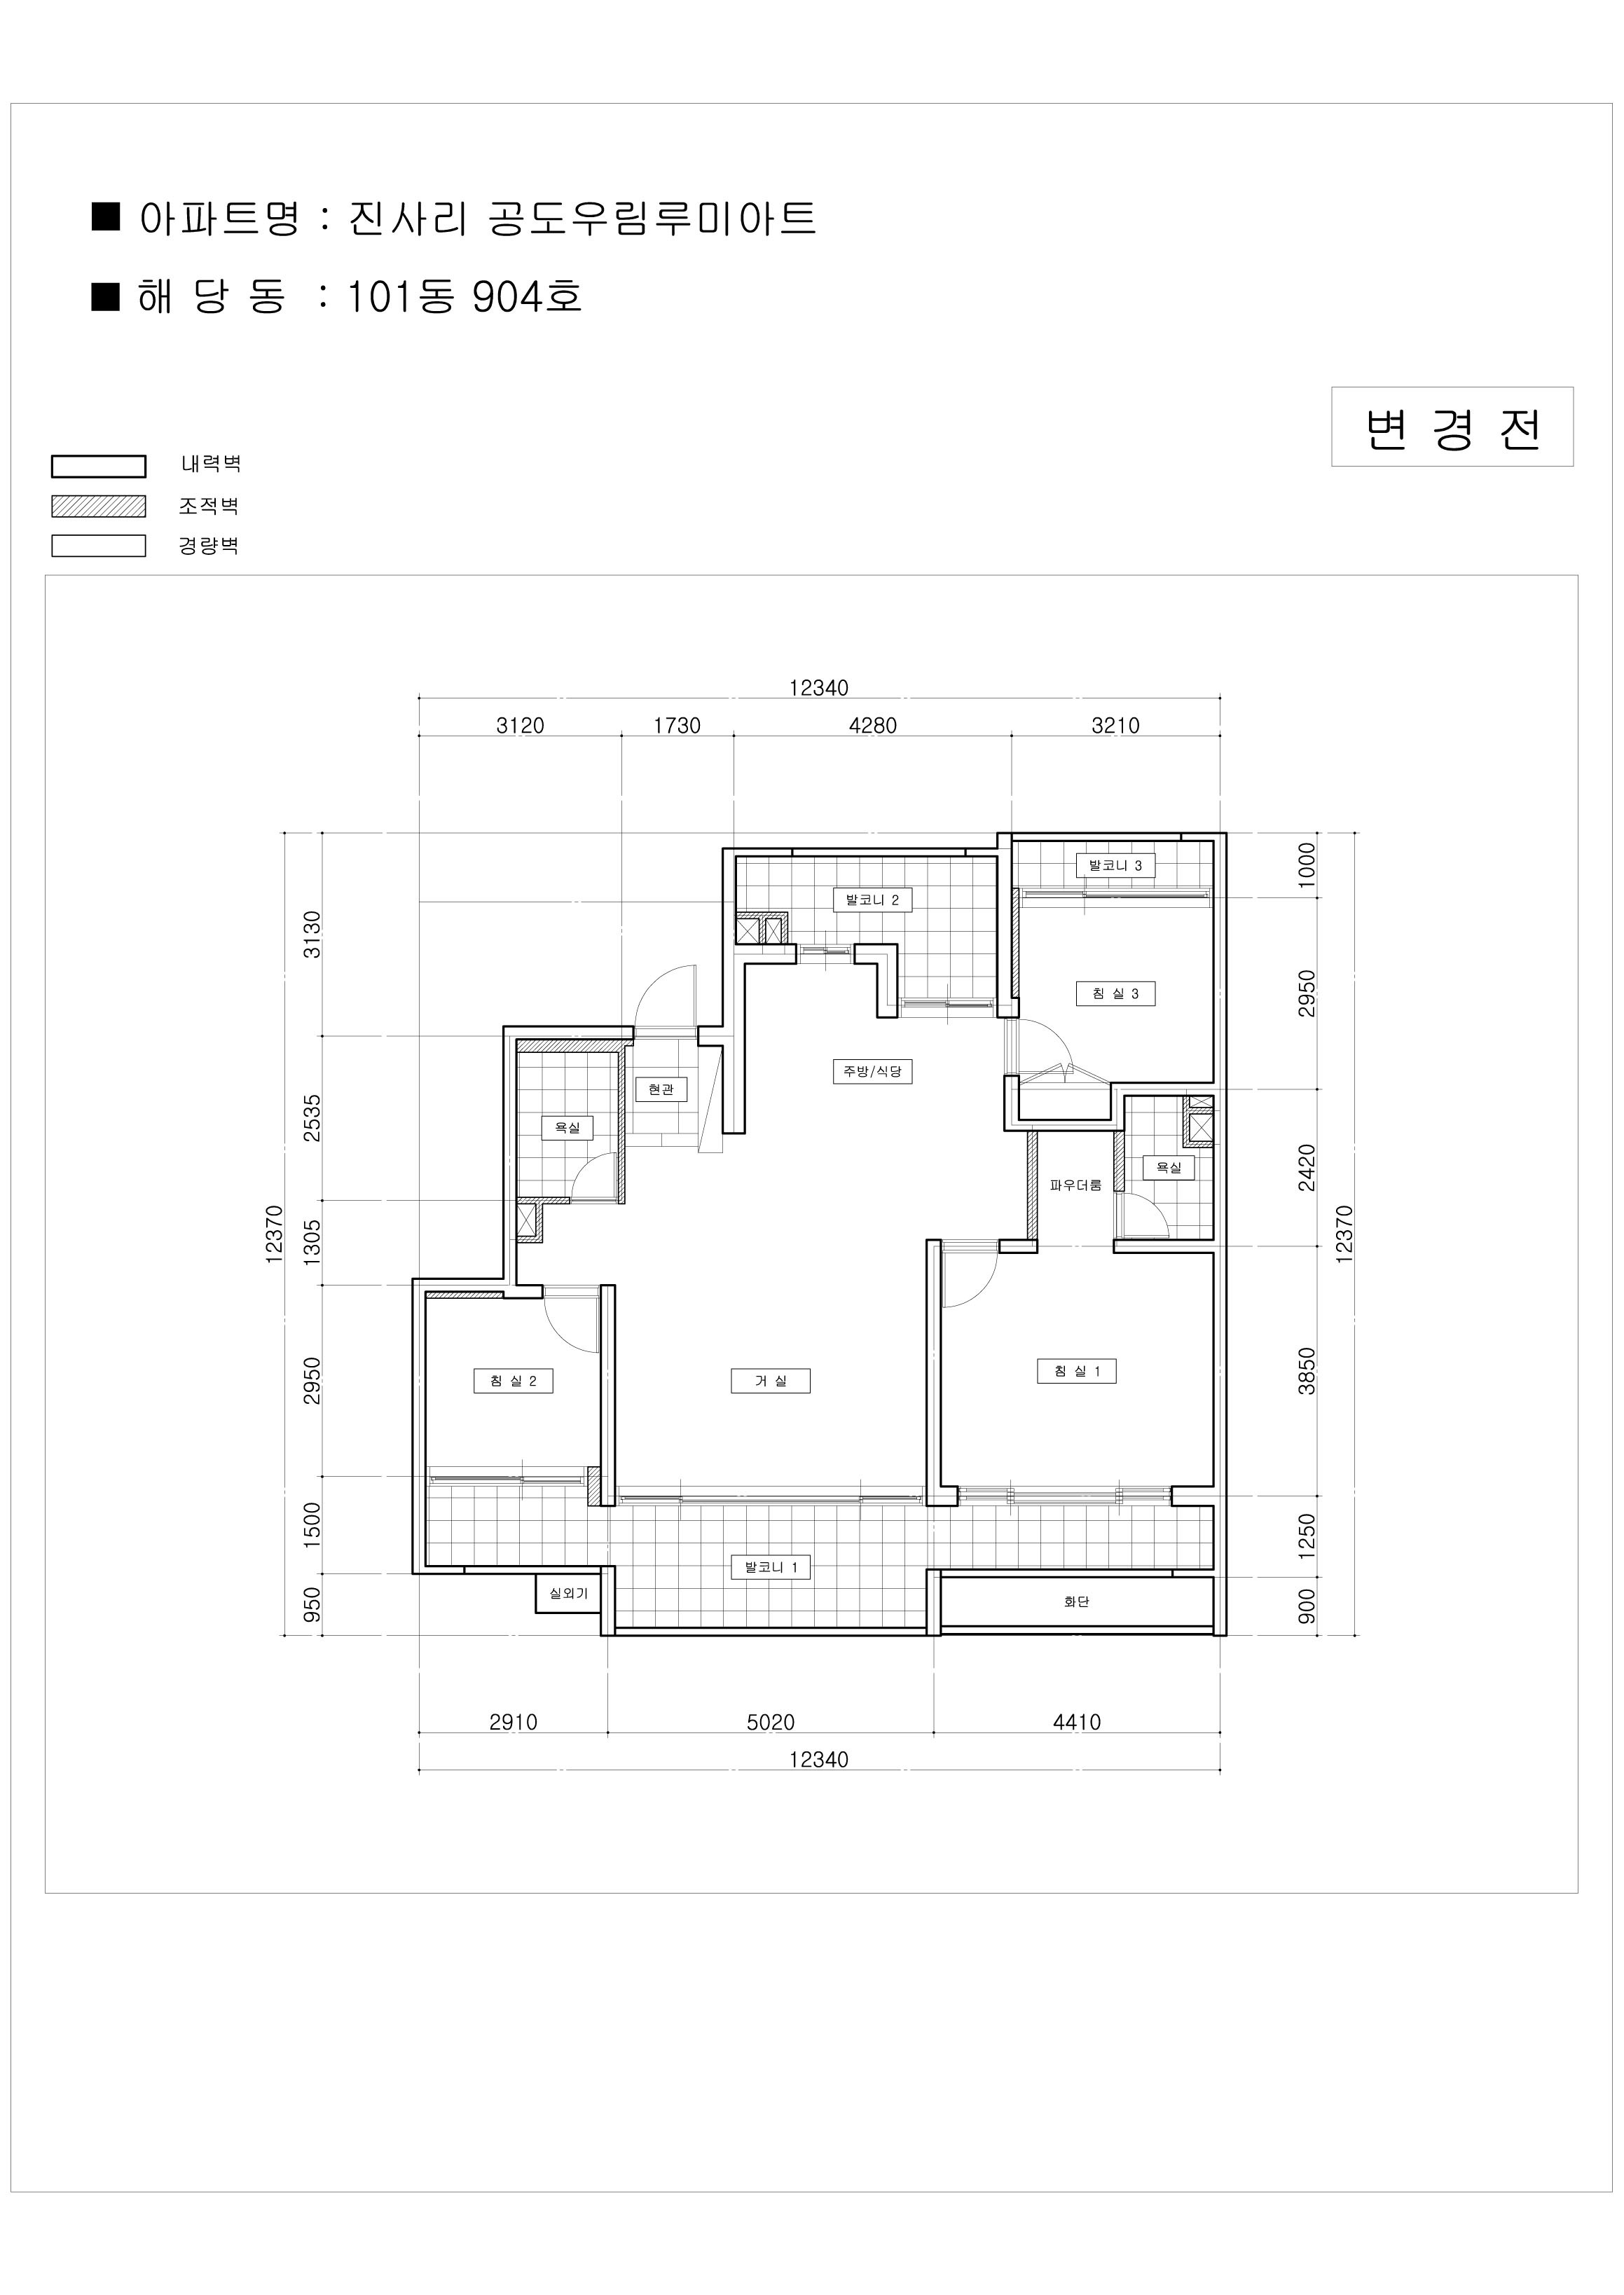 ■ 아파트명 : 진사리 공도우림루미아트
■ 해 당 동 : 101동 904호
변 경 전
내력벽
조적벽
경량벽
12340
3120 1730 4280 3210
발코니 3
발코니 2
침 실 3
주방/식당
현관
욕실
욕실
파우더룸
침 실 1
침 실 2
거 실
발코니 1
실외기
화단
3130
2535
1305
2950
1500
950
12370
1000
2950
2420
3850
1250
900
12370
2910 5020 4410
12340